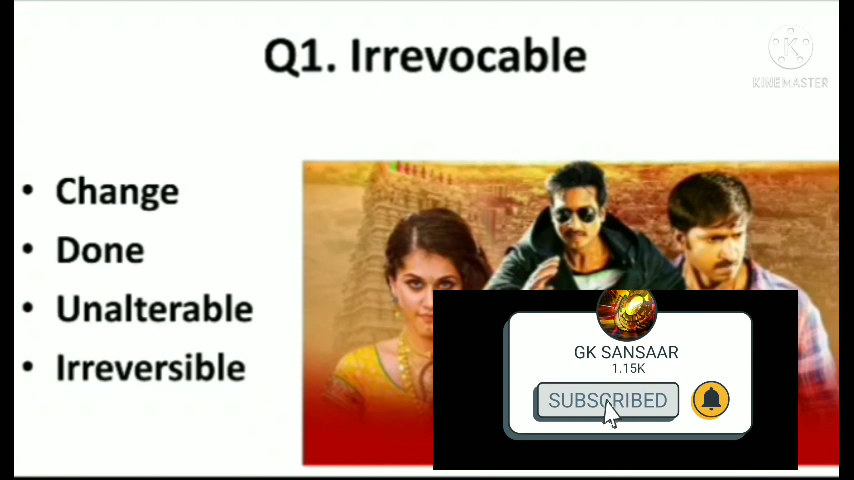 Q1. Irrevocable
KINEMASTER
• Change
• Done
• Unalterable
• Irreversible
GK SANSAAR
1.15K
SUBSCRIBED